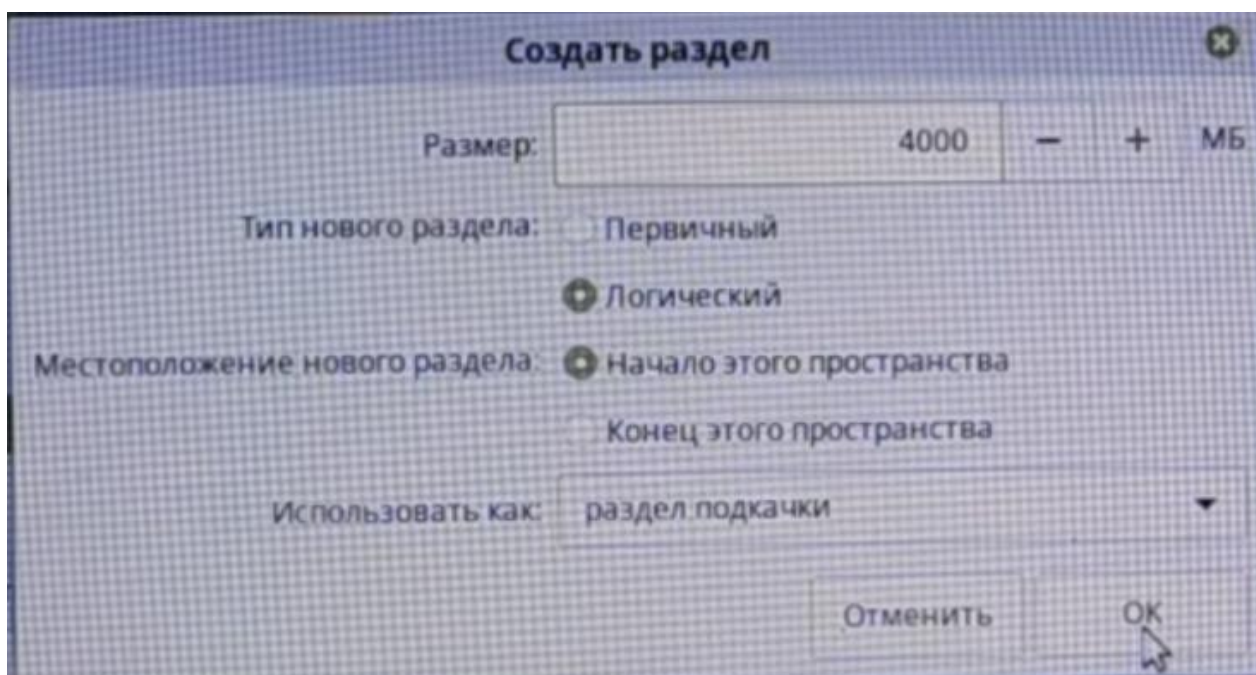 Создать раздел
Размер: 4000 − + МБ
Тип нового раздела: Первичный
Логический
Местоположение нового раздела: Начало этого пространства
Конец этого пространства
Использовать как: раздел подкачки
Отменить OK